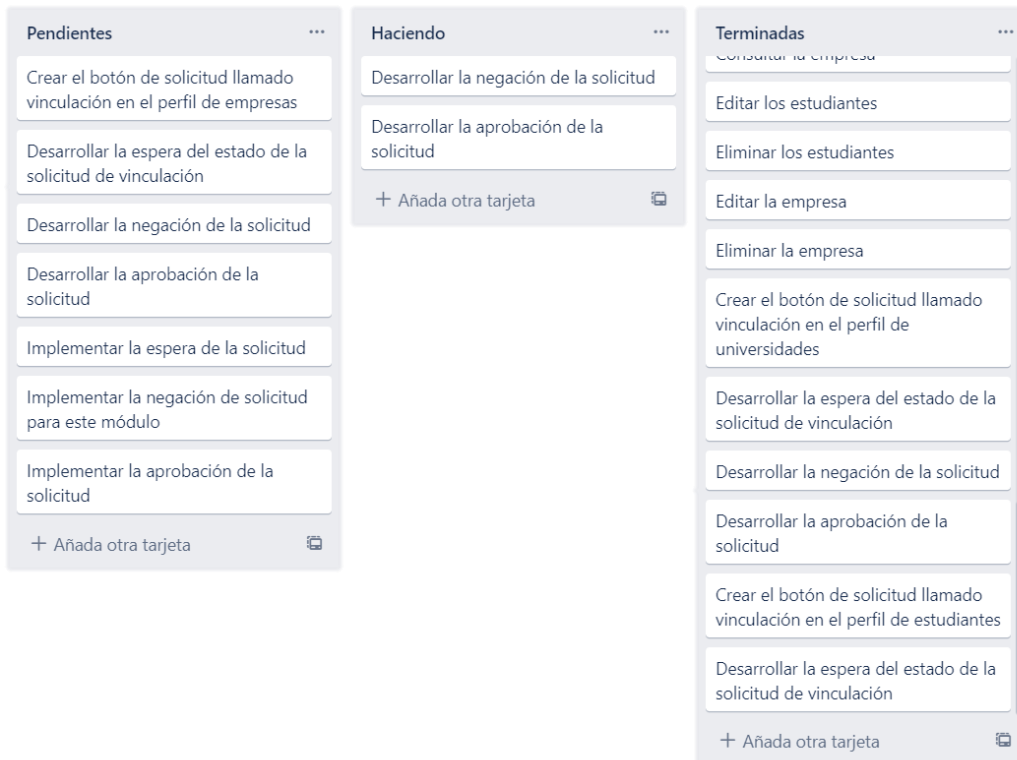 Pendientes
Crear el botón de solicitud llamado
vinculación en el perfil de empresas
Desarrollar la espera del estado de la
solicitud de vinculación
Desarrollar la negación de la solicitud
Desarrollar la aprobación de la
solicitud
Implementar la espera de la solicitud
Implementar la negación de solicitud
para este módulo
Implementar la aprobación de la
solicitud
+ Añada otra tarjeta
Haciendo
Desarrollar la negación de la solicitud
Desarrollar la aprobación de la
solicitud
+ Añada otra tarjeta
Terminadas
Consultar la empresa
Editar los estudiantes
Eliminar los estudiantes
Editar la empresa
Eliminar la empresa
Crear el botón de solicitud llamado
vinculación en el perfil de
universidades
Desarrollar la espera del estado de la
solicitud de vinculación
Desarrollar la negación de la solicitud
Desarrollar la aprobación de la
solicitud
Crear el botón de solicitud llamado
vinculación en el perfil de estudiantes
Desarrollar la espera del estado de la
solicitud de vinculación
+ Añada otra tarjeta